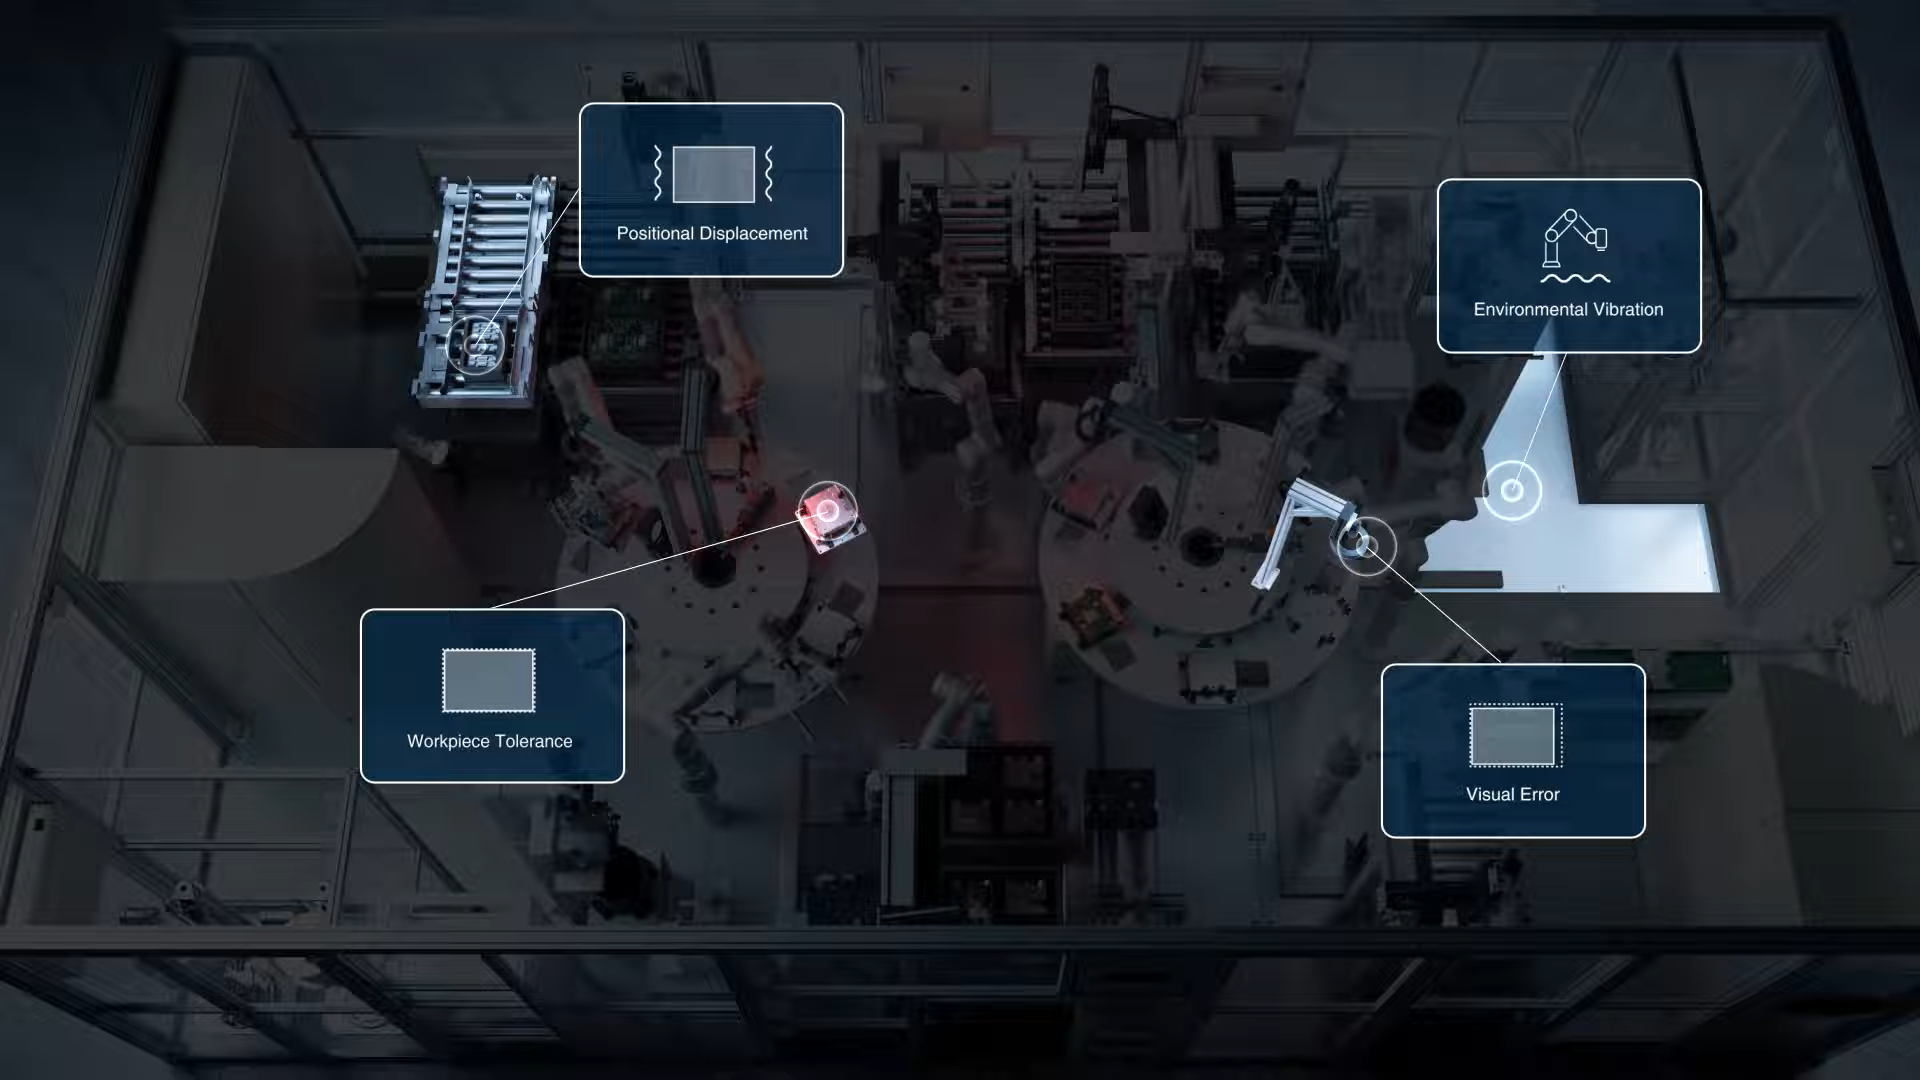 Positional Displacement
Environmental Vibration
Workpiece Tolerance
Visual Error